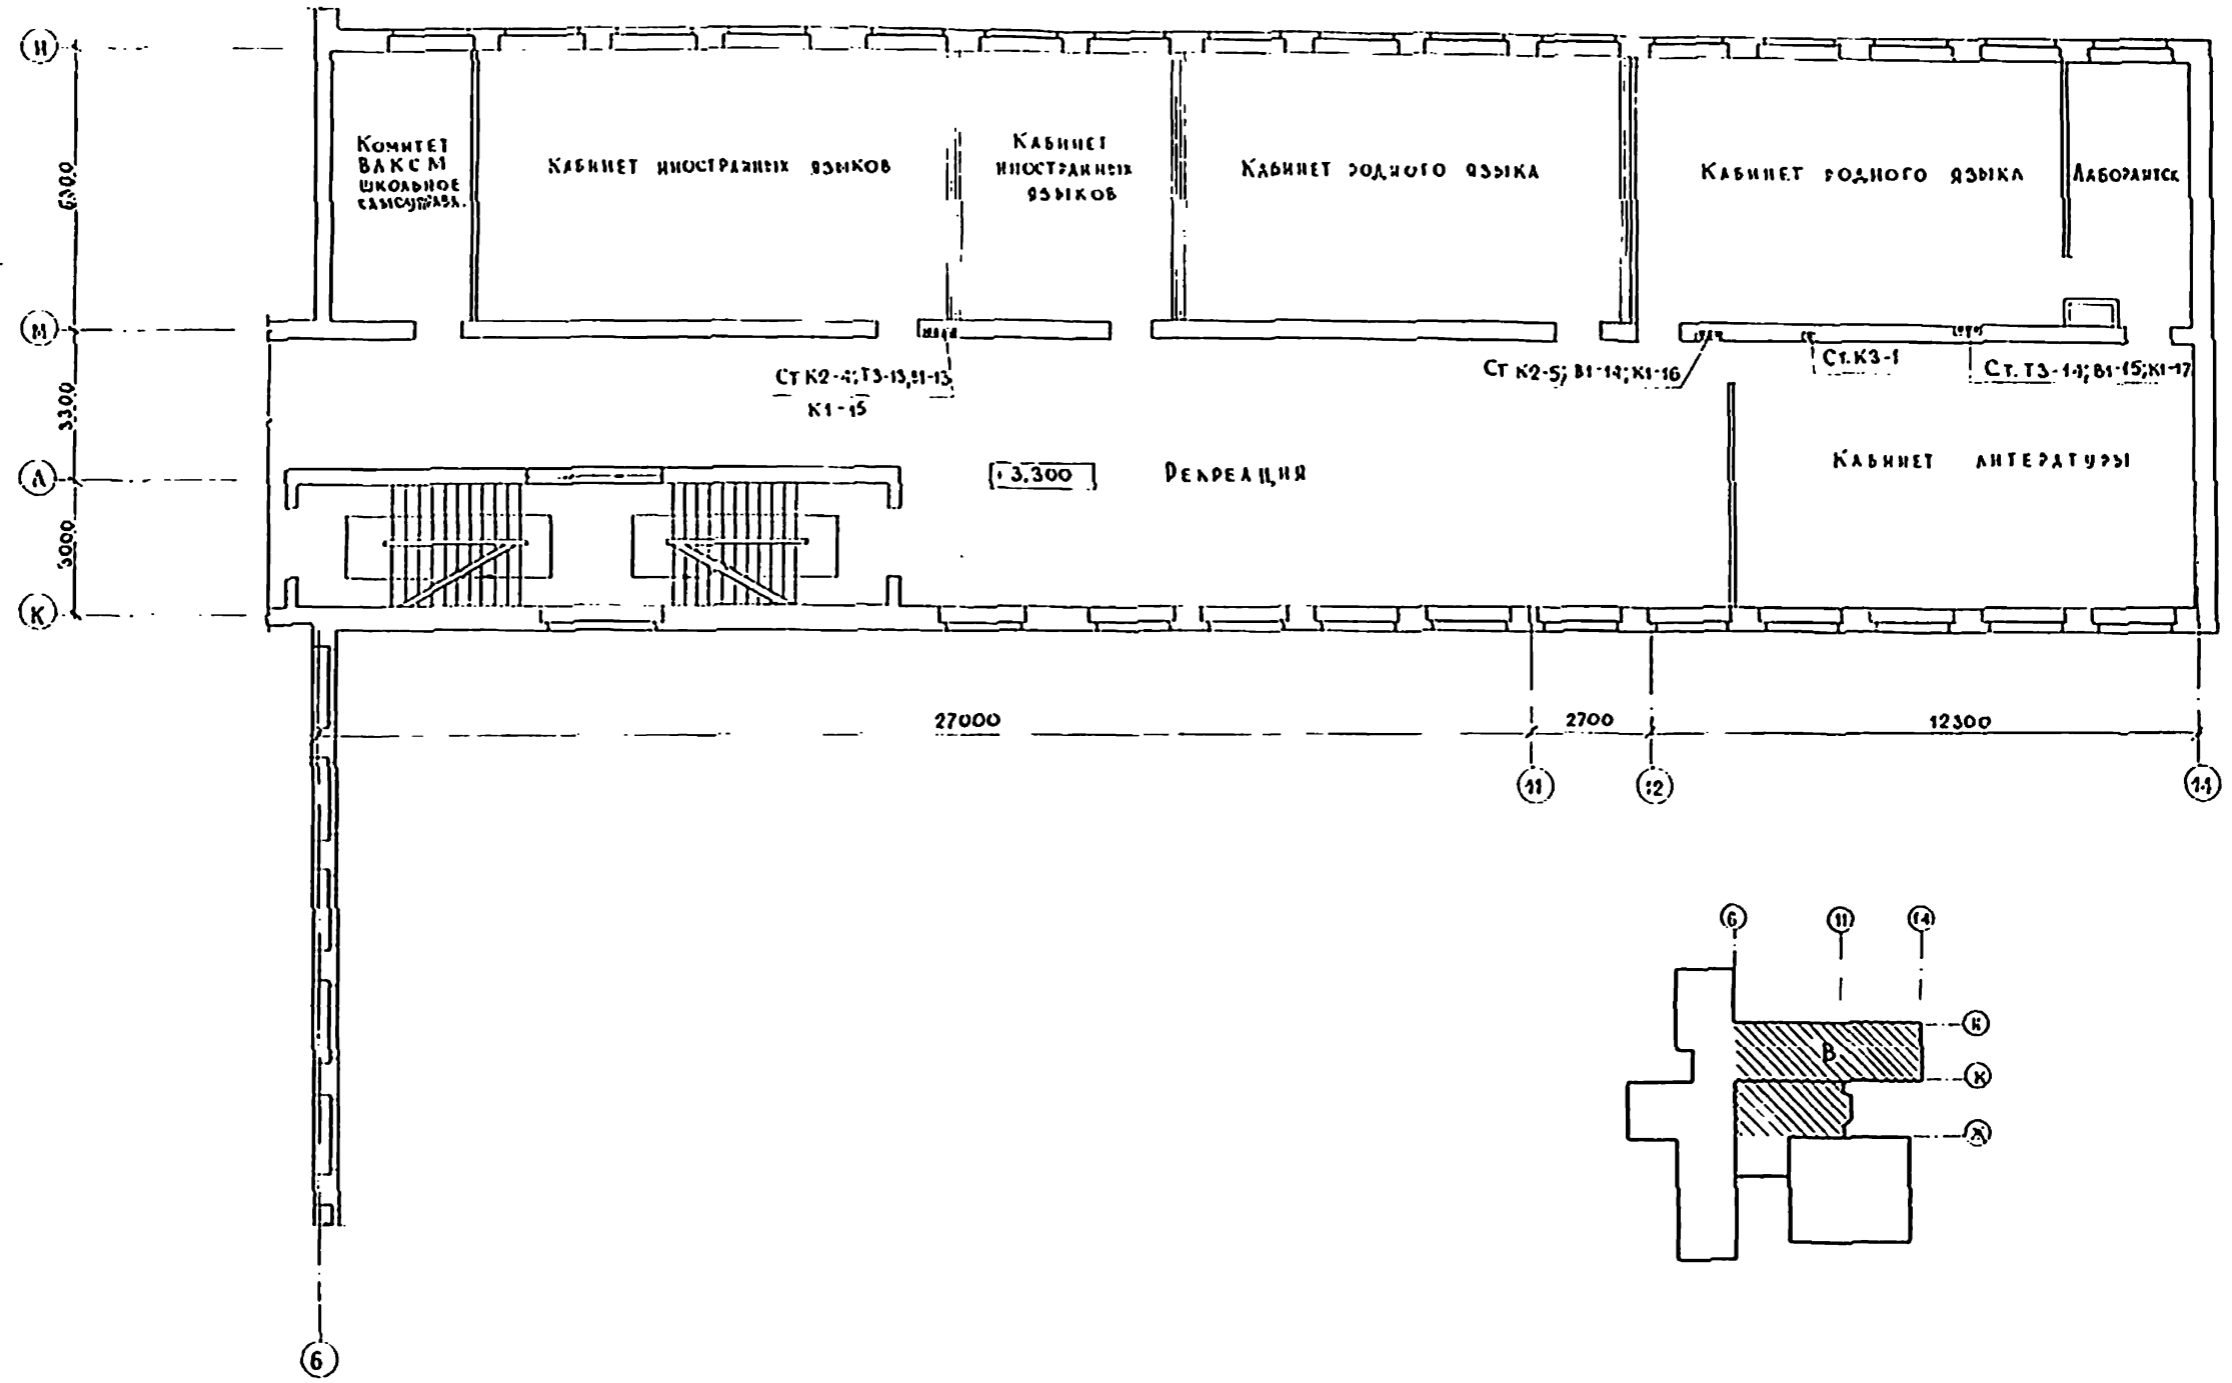 Н
Комитет
ВЛКСМ
школьное
самоуправ.
Кабинет иностранных языков
Кабинет
иностранных
языков
Кабинет родного языка
Кабинет родного языка
Лаборантск
6300
М
Ст К2-4; Т3-13, В1-13
К1-15
Ст К2-5; В1-14; К1-16
Ст. К3-1
Ст. Т3-14; В1-15; К1-17
3300
Л
+3.300
Рекреация
Кабинет литературы
3000
К
27000
2700
12300
11
12
14
6
11
14
В
К
Ж
6